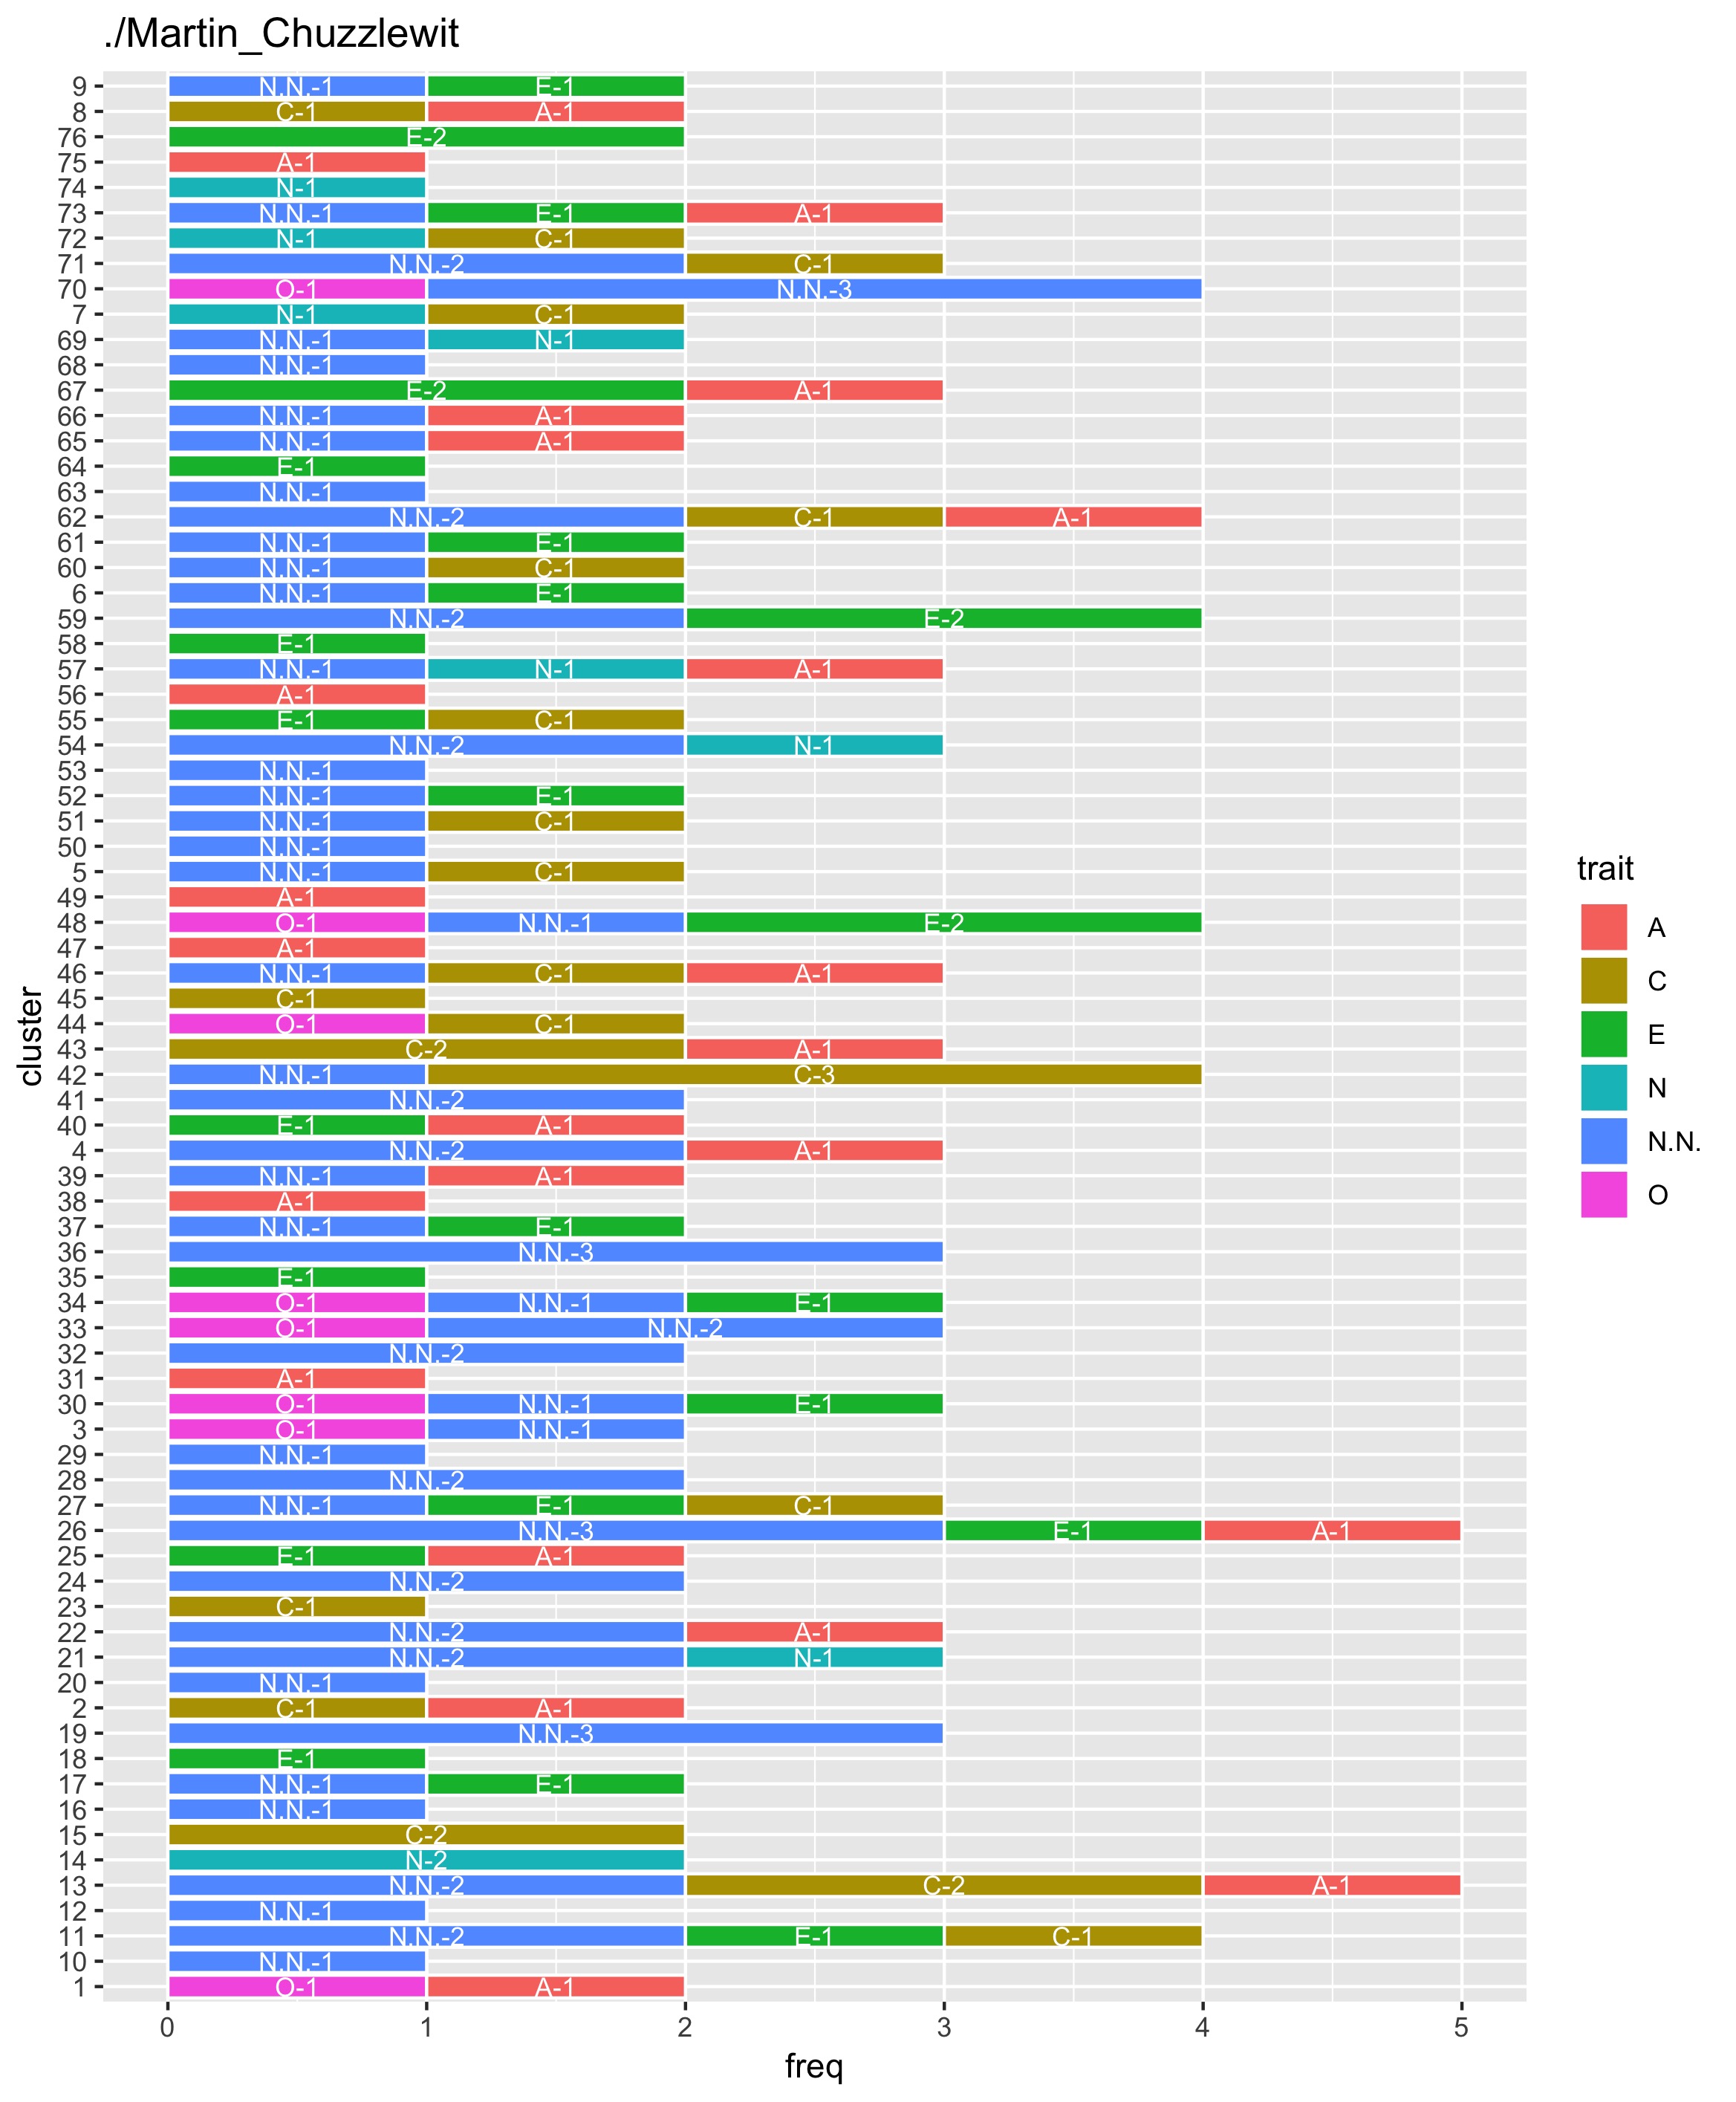 ./Martin_Chuzzlewit
9 N.N.-1 E-1
8 C-1 A-1
76 E-2
75 A-1
74 N-1
73 N.N.-1 E-1 A-1
72 N-1 C-1
71 N.N.-2 C-1
70 O-1 N.N.-3
7 N-1 C-1
69 N.N.-1 N-1
68 N.N.-1
67 E-2 A-1
66 N.N.-1 A-1
65 N.N.-1 A-1
64 E-1
63 N.N.-1
62 N.N.-2 C-1 A-1
61 N.N.-1 E-1
60 N.N.-1 C-1
6 N.N.-1 E-1
59 N.N.-2 E-2
58 E-1
57 N.N.-1 N-1 A-1
56 A-1
55 E-1 C-1
54 N.N.-2 N-1
53 N.N.-1
52 N.N.-1 E-1
51 N.N.-1 C-1
50 N.N.-1
5 N.N.-1 C-1
49 A-1
48 O-1 N.N.-1 E-2
47 A-1
46 N.N.-1 C-1 A-1
45 C-1
44 O-1 C-1
43 C-2 A-1
42 N.N.-1 C-3
41 N.N.-2
40 E-1 A-1
4 N.N.-2 A-1
39 N.N.-1 A-1
38 A-1
37 N.N.-1 E-1
36 N.N.-3
35 E-1
34 O-1 N.N.-1 E-1
33 O-1 N.N.-2
32 N.N.-2
31 A-1
30 O-1 N.N.-1 E-1
3 O-1 N.N.-1
29 N.N.-1
28 N.N.-2
27 N.N.-1 E-1 C-1
26 N.N.-3 E-1 A-1
25 E-1 A-1
24 N.N.-2
23 C-1
22 N.N.-2 A-1
21 N.N.-2 N-1
20 N.N.-1
2 C-1 A-1
19 N.N.-3
18 E-1
17 N.N.-1 E-1
16 N.N.-1
15 C-2
14 N-2
13 N.N.-2 C-2 A-1
12 N.N.-1
11 N.N.-2 E-1 C-1
10 N.N.-1
1 O-1 A-1
0 1 2 3 4 5
freq
cluster
trait
A
C
E
N
N.N.
O